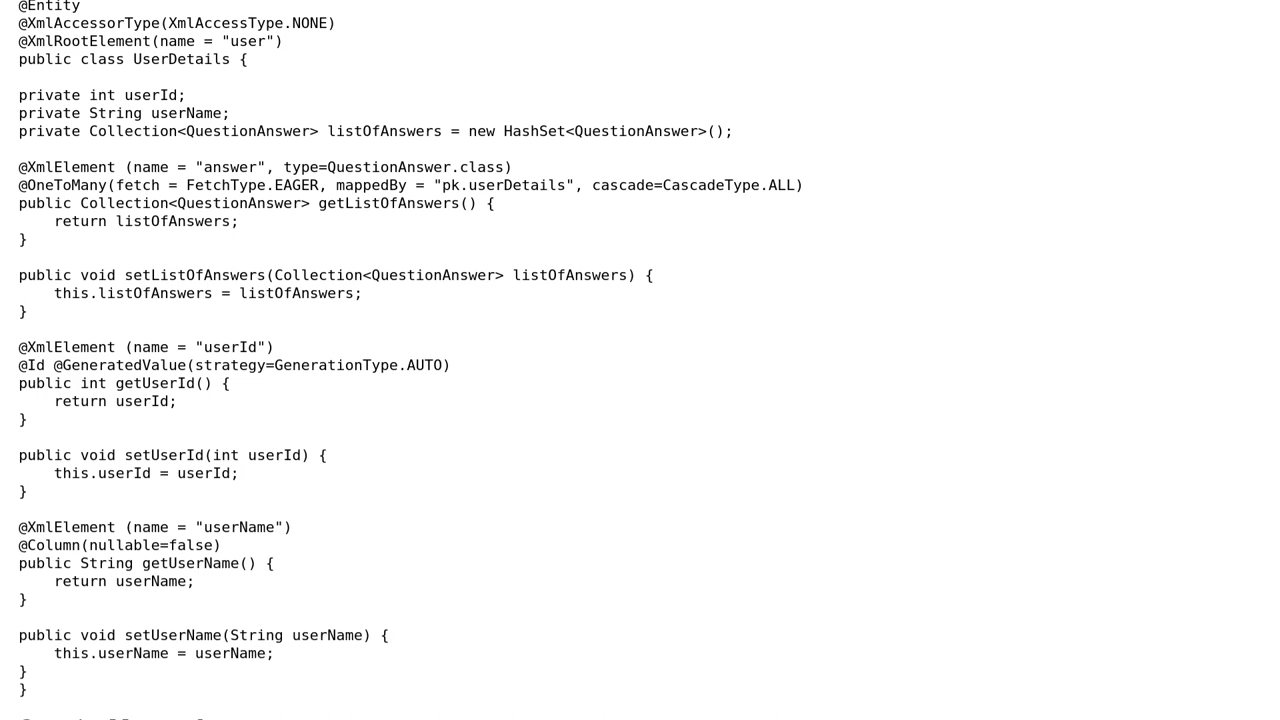 @Entity
@XmlAccessorType(XmlAccessType.NONE)
@XmlRootElement(name = "user")
public class UserDetails {
private int userId;
private String userName;
private Collection<QuestionAnswer> listOfAnswers = new HashSet<QuestionAnswer>();
@XmlElement (name = "answer", type=QuestionAnswer.class)
@OneToMany(fetch = FetchType.EAGER, mappedBy = "pk.userDetails", cascade=CascadeType.ALL)
public Collection<QuestionAnswer> getListOfAnswers() {
    return listOfAnswers;
}
public void setListOfAnswers(Collection<QuestionAnswer> listOfAnswers) {
    this.listOfAnswers = listOfAnswers;
}
@XmlElement (name = "userId")
@Id @GeneratedValue(strategy=GenerationType.AUTO)
public int getUserId() {
    return userId;
}
public void setUserId(int userId) {
    this.userId = userId;
}
@XmlElement (name = "userName")
@Column(nullable=false)
public String getUserName() {
    return userName;
}
public void setUserName(String userName) {
    this.userName = userName;
}
}